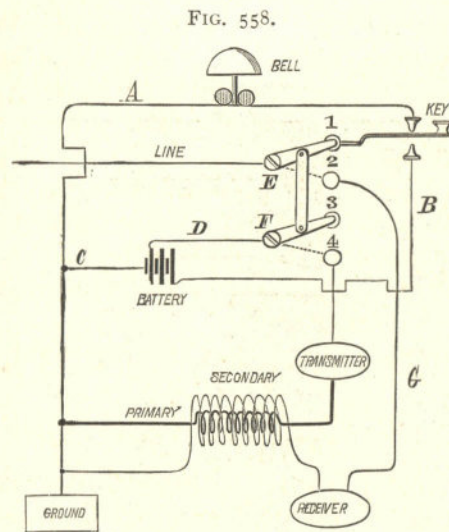 FIG. 558.
BELL
A
1
KEY
LINE
E
2
B
3
D
F
4
C
BATTERY
TRANSMITTER
SECONDARY
G
PRIMARY
GROUND
RECEIVER